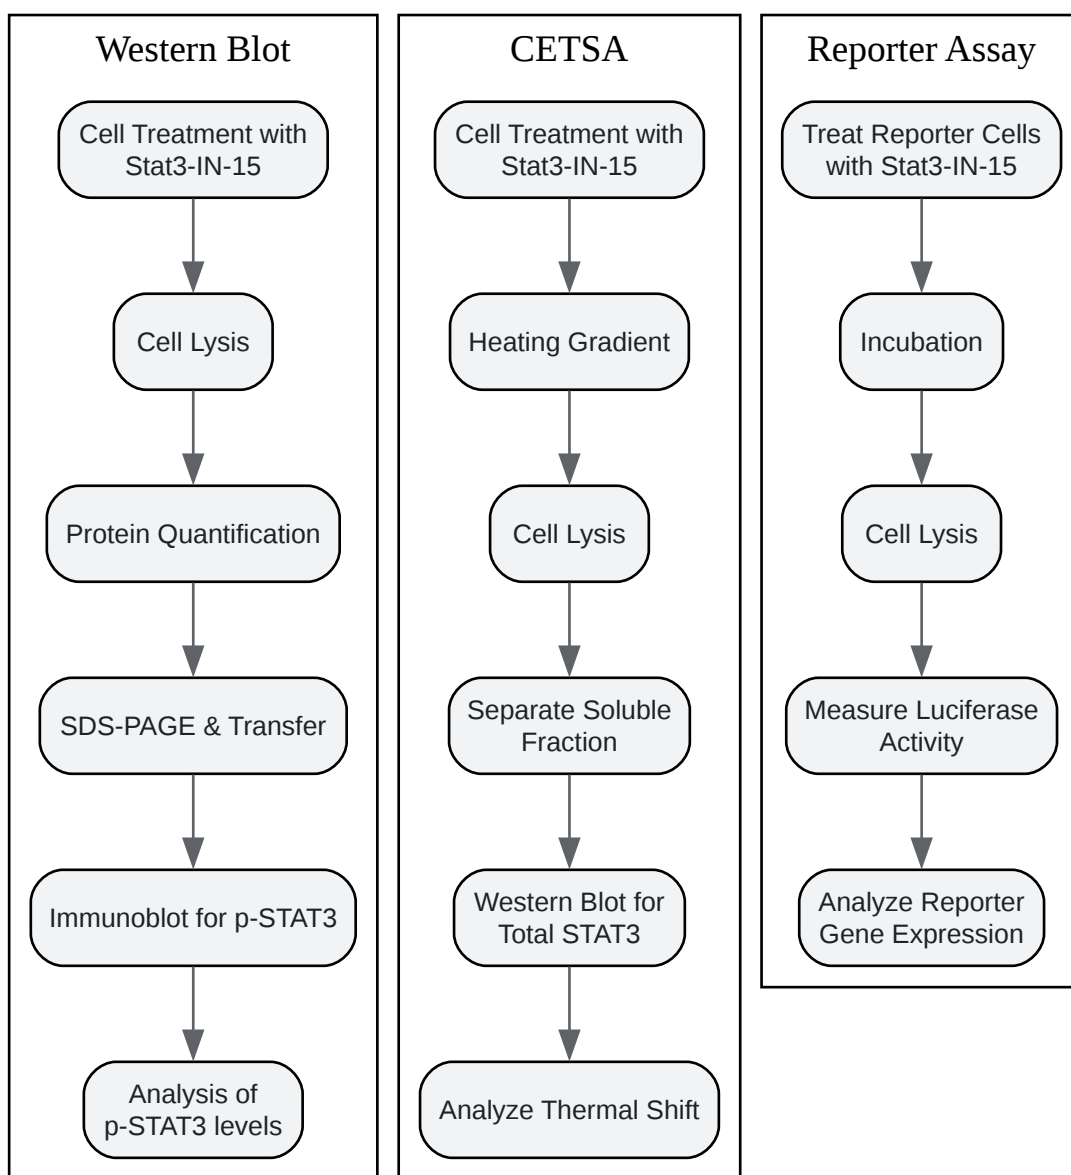 Western Blot
Cell Treatment with
Stat3-IN-15
Cell Lysis
Protein Quantification
SDS-PAGE & Transfer
Immunoblot for p-STAT3
Analysis of
p-STAT3 levels
CETSA
Cell Treatment with
Stat3-IN-15
Heating Gradient
Cell Lysis
Separate Soluble
Fraction
Western Blot for
Total STAT3
Analyze Thermal Shift
Reporter Assay
Treat Reporter Cells
with Stat3-IN-15
Incubation
Cell Lysis
Measure Luciferase
Activity
Analyze Reporter
Gene Expression